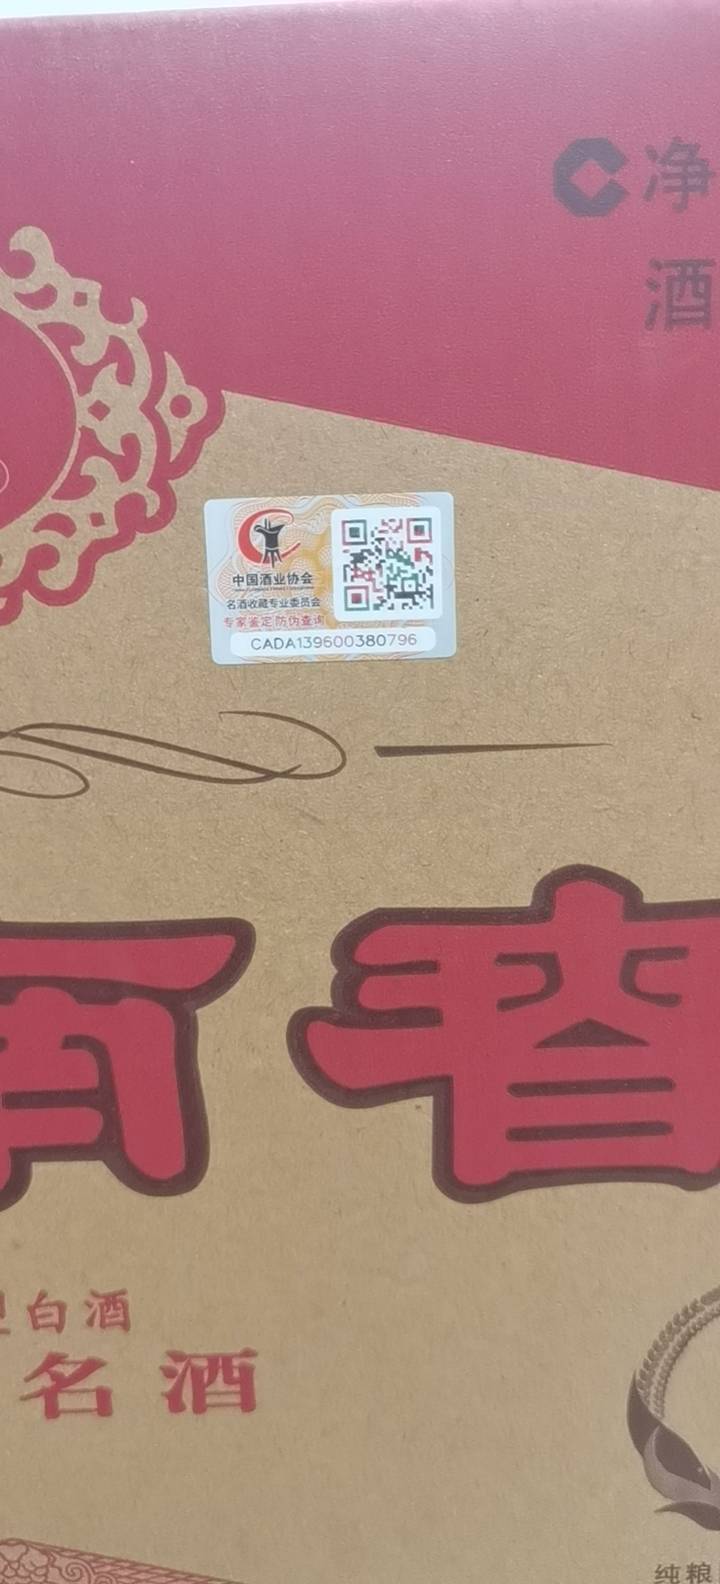 净
酒
中国酒业协会
名酒收藏专业委员会
专家鉴定防伪查询
CADA139600380796
春
白酒
名酒
纯粮